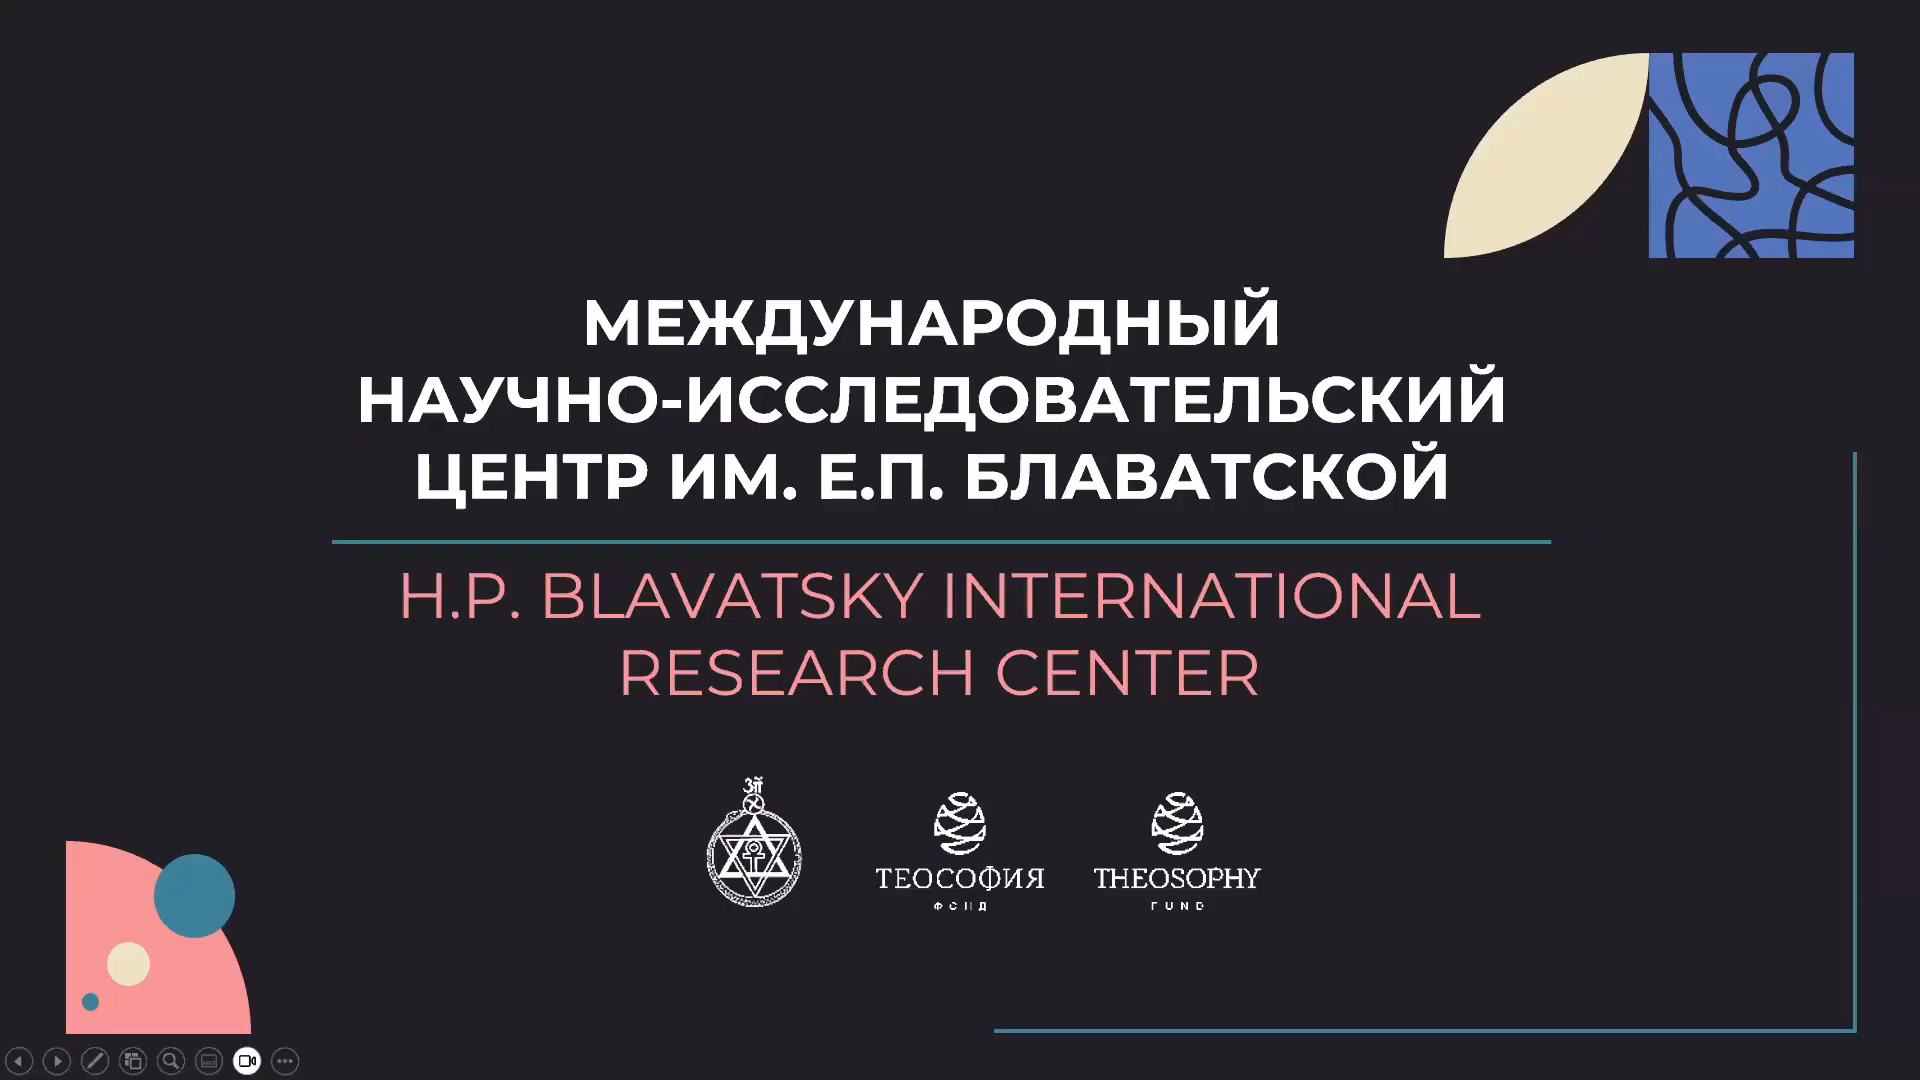 МЕЖДУНАРОДНЫЙ
НАУЧНО-ИССЛЕДОВАТЕЛЬСКИЙ
ЦЕНТР ИМ. Е.П. БЛАВАТСКОЙ
H.P. BLAVATSKY INTERNATIONAL
RESEARCH CENTER
ТЕОСОФИЯ
ФОНД
THEOSOPHY
FUND